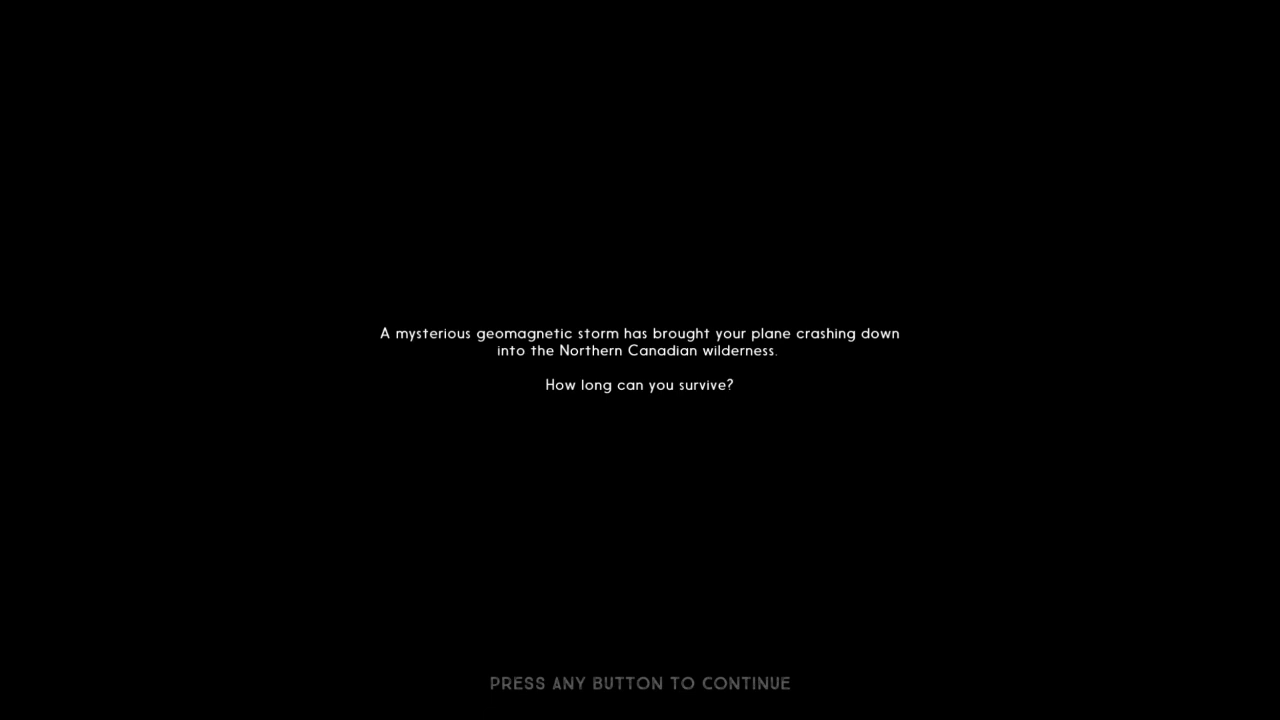 A mysterious geomagnetic storm has brought your plane crashing down
into the Northern Canadian wilderness.
How long can you survive?
PRESS ANY BUTTON TO CONTINUE